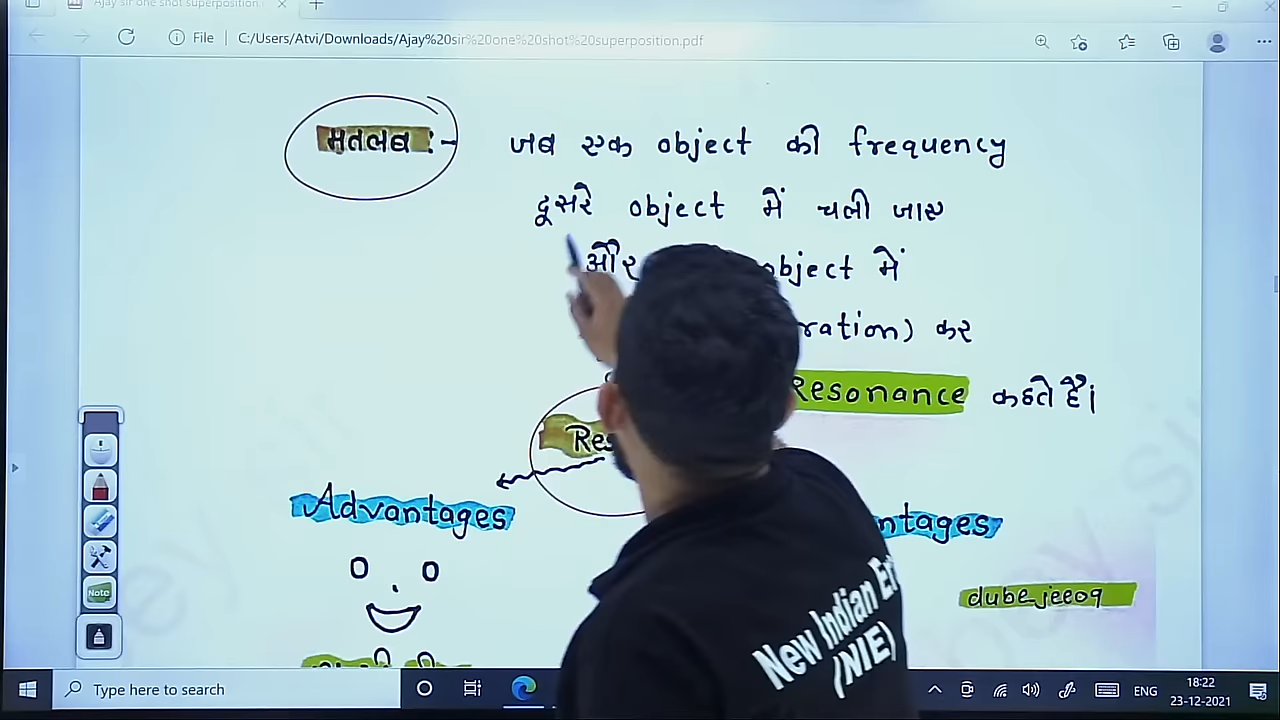 Ajay sir one shot superposition.
File | C:/Users/Atvi/Downloads/Ajay%20sir%20one%20shot%20superposition.pdf
मतलब :- जब एक object की frequency
दूसरे object में चली जाए
और object में
ration) कर
Resonance कहते हैं।
Res
Advantages
ntages
dubejee09
Note
New Indian Er
(NIE)
Type here to search
ENG
18:22
23-12-2021